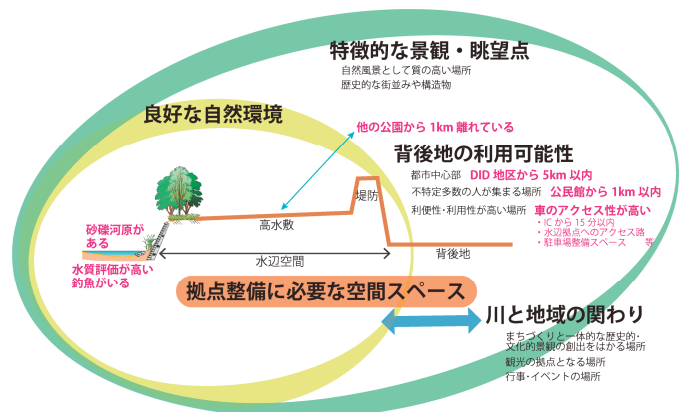 特徴的な景観・眺望点
自然風景として質の高い場所
歴史的な街並みや構造物
良好な自然環境
他の公園から1km離れている
背後地の利用可能性
都市中心部 DID地区から5km以内
不特定多数の人が集まる場所 公民館から1km以内
利便性・利用性が高い場所 車のアクセス性が高い
・ICから15分以内
・水辺拠点へのアクセス路
・駐車場整備スペース 等
堤防
高水敷
砂礫河原が
ある
水辺空間
背後地
水質評価が高い
釣魚がいる
拠点整備に必要な空間スペース
川と地域の関わり
まちづくりと一体的な歴史的・
文化的景観の創出をはかる場所
観光の拠点となる場所
行事・イベントの場所